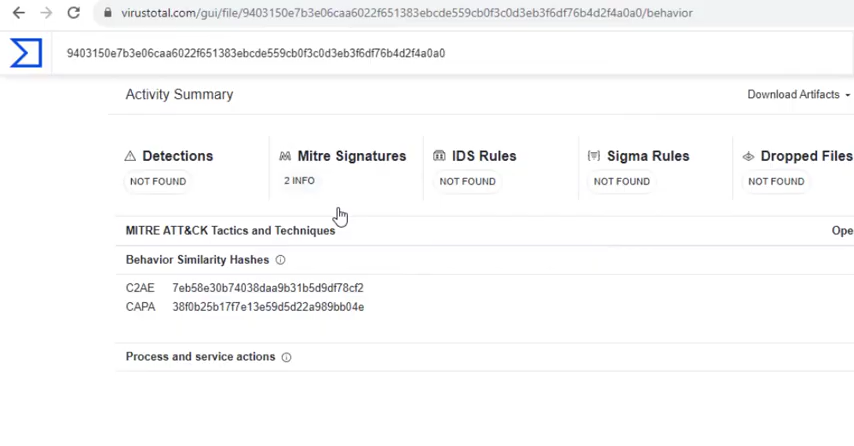 virustotal.com/gui/file/9403150e7b3e06caa6022f651383ebcde559cb0f3c0d3eb3f6df76b4d2f4a0a0/behavior
9403150e7b3e06caa6022f651383ebcde559cb0f3c0d3eb3f6df76b4d2f4a0a0
Activity Summary Download Artifacts
Detections Mitre Signatures IDS Rules Sigma Rules Dropped Files
NOT FOUND 2 INFO NOT FOUND NOT FOUND NOT FOUND
MITRE ATT&CK Tactics and Techniques Ope
Behavior Similarity Hashes
C2AE 7eb58e30b74038daa9b31b5d9df78cf2
CAPA 38f0b25b17f7e13e59d5d22a989bb04e
Process and service actions